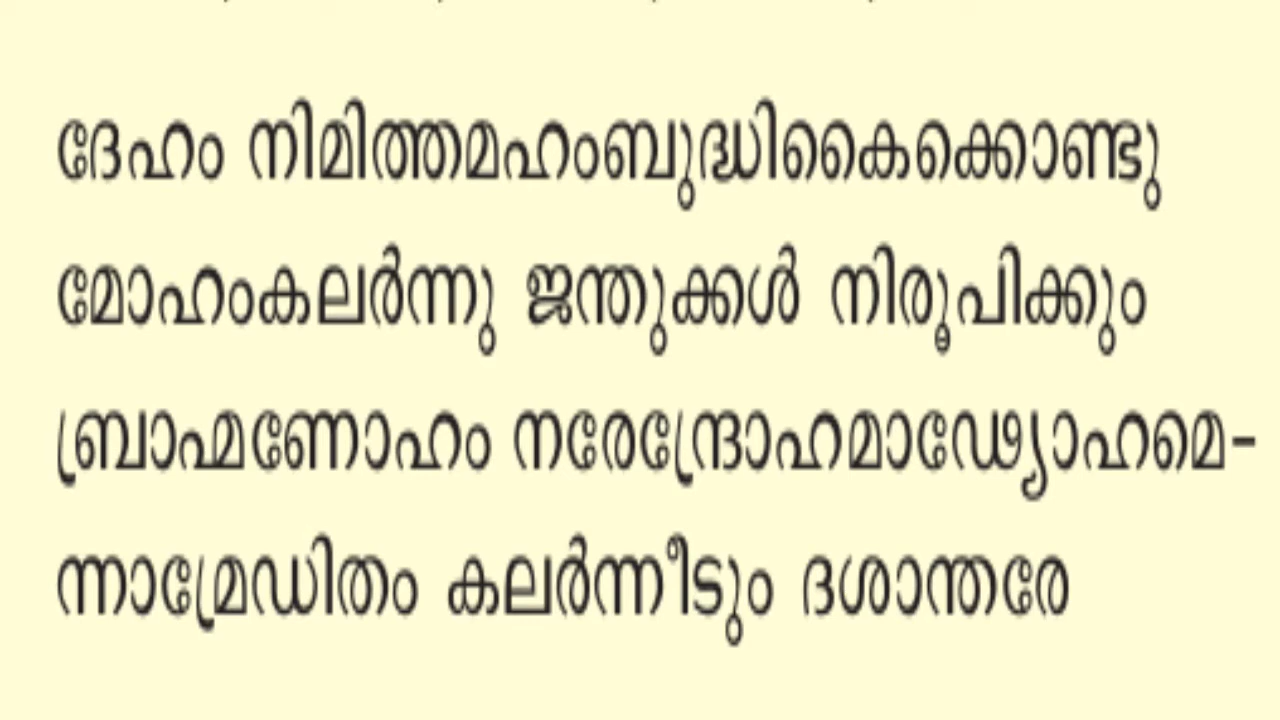 ദേഹം നിമിത്തമഹംബുദ്ധികൈക്കൊണ്ടു
മോഹംകലർന്നു ജന്തുക്കൾ നിരൂപിക്കും
ബ്രാഹ്മണോഹം നരേന്ദ്രോഹമാഢ്യോഹമെ-
ന്നാമ്രേഡിതം കലർന്നീടും ദശാന്തരേ